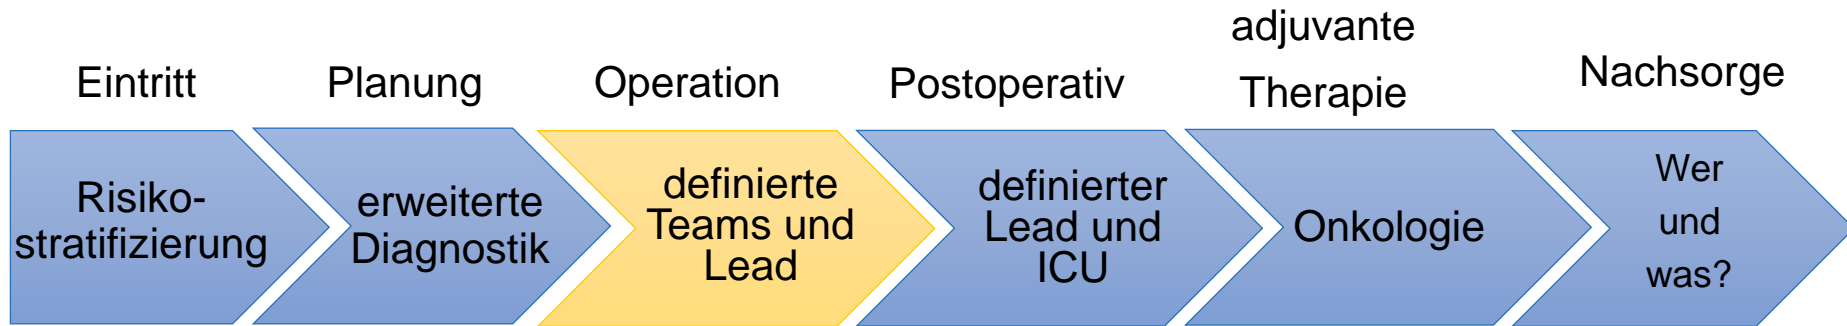 Eintritt
Planung
Operation
Postoperativ
adjuvante
Therapie
Nachsorge
Risiko-
stratifizierung
erweiterte
Diagnostik
definierte
Teams und
Lead
definierter
Lead und
ICU
Onkologie
Wer
und
was?